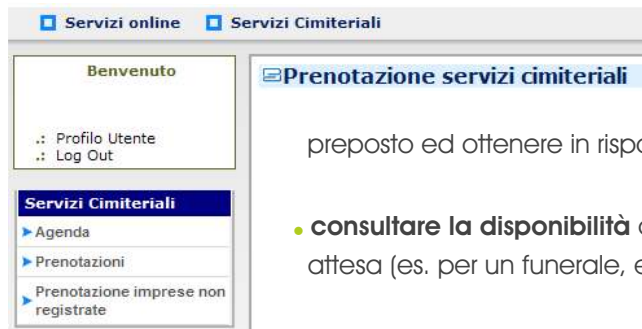 Servizi online Servizi Cimiteriali
Benvenuto
.: Profilo Utente
.: Log Out
Servizi Cimiteriali
Agenda
Prenotazioni
Prenotazione imprese non
registrate
Prenotazione servizi cimiteriali
preposto ed ottenere in
consultare la disponibilità
attesa (es. per un funerale,